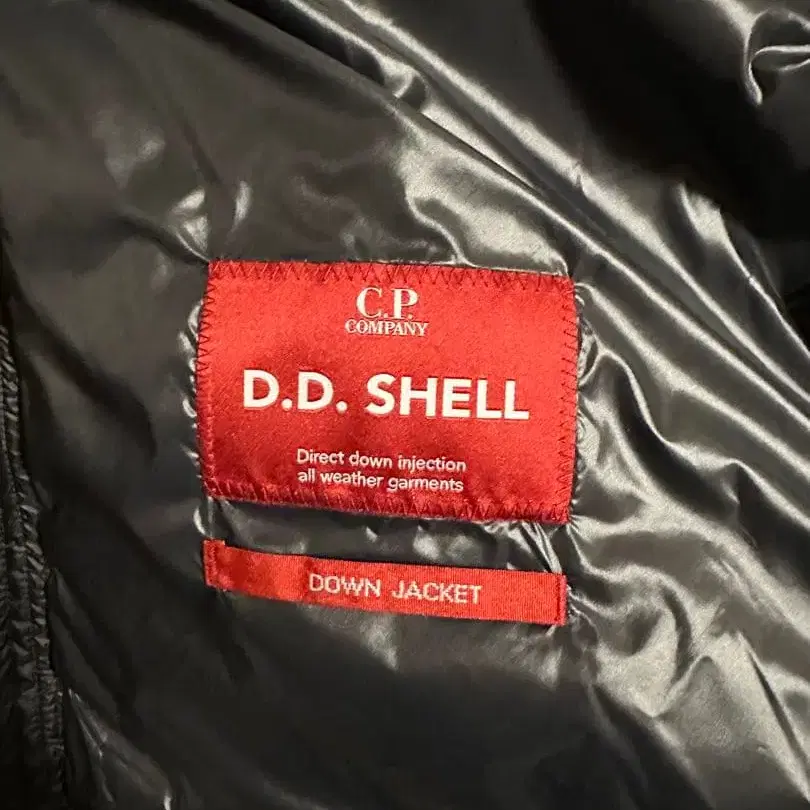 C.P.
COMPANY
D.D. SHELL
Direct down injection
all weather garments
DOWN JACKET